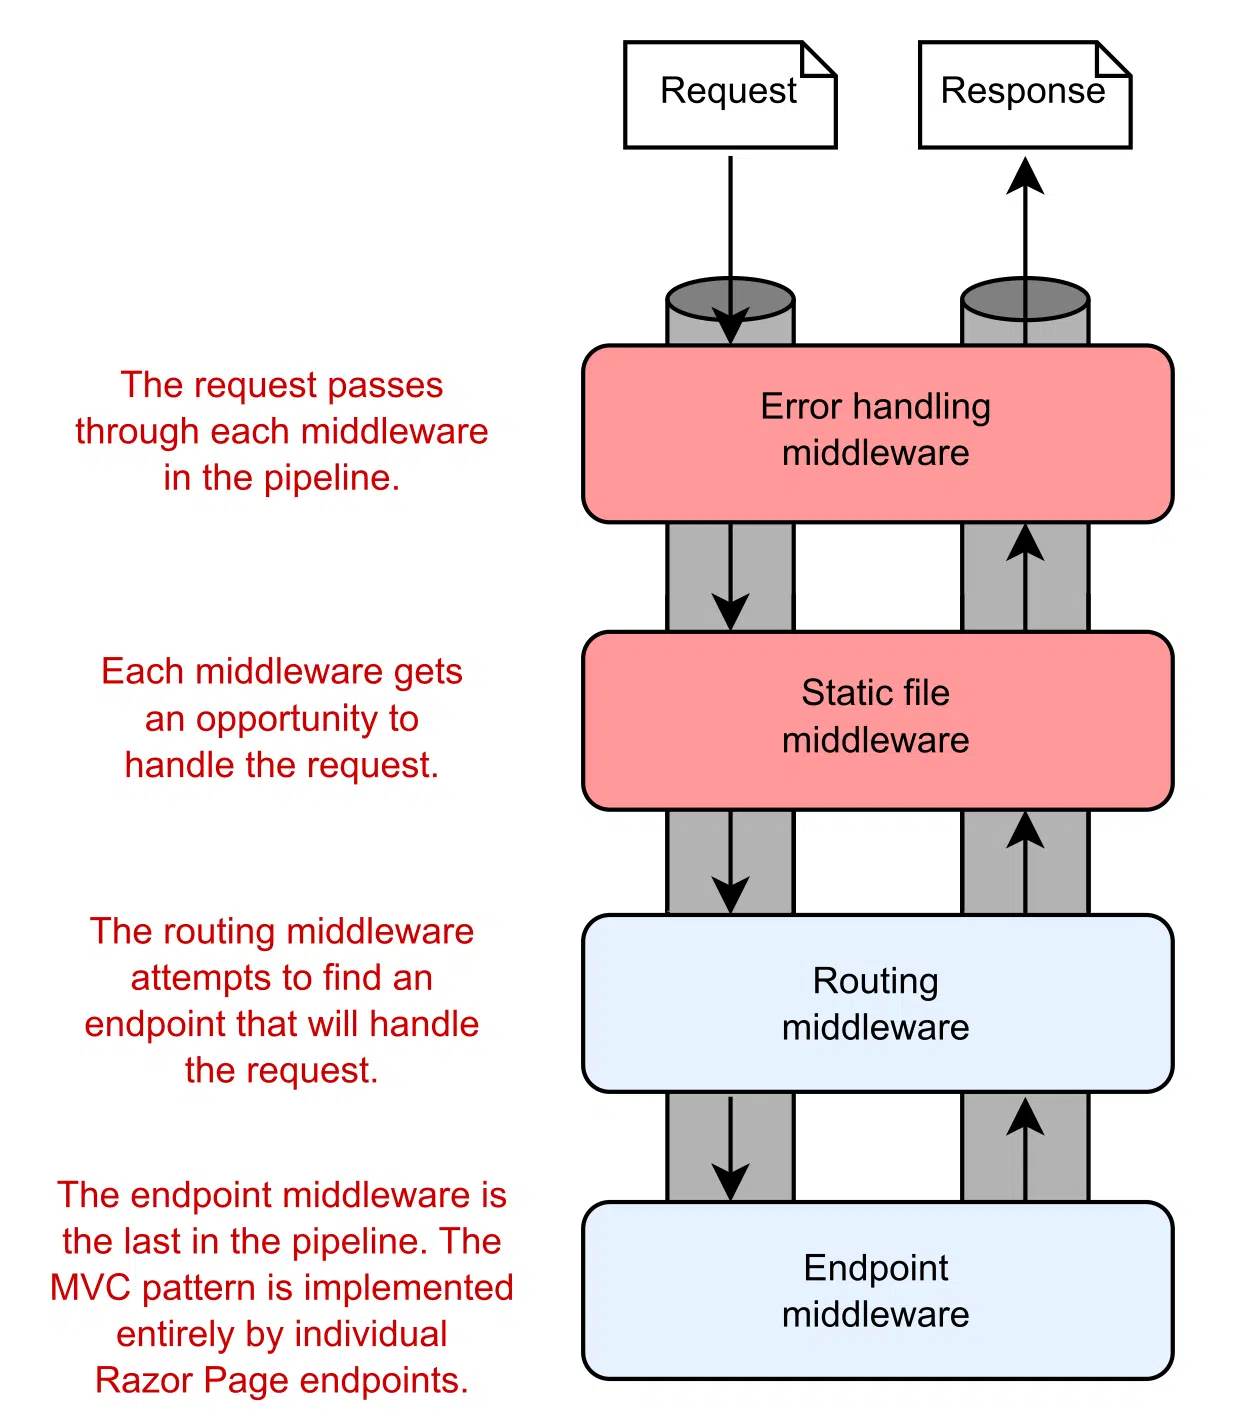 Request
Response
The request passes
through each middleware
in the pipeline.
Error handling
middleware
Each middleware gets
an opportunity to
handle the request.
Static file
middleware
The routing middleware
attempts to find an
endpoint that will handle
the request.
Routing
middleware
The endpoint middleware is
the last in the pipeline. The
MVC pattern is implemented
entirely by individual
Razor Page endpoints.
Endpoint
middleware